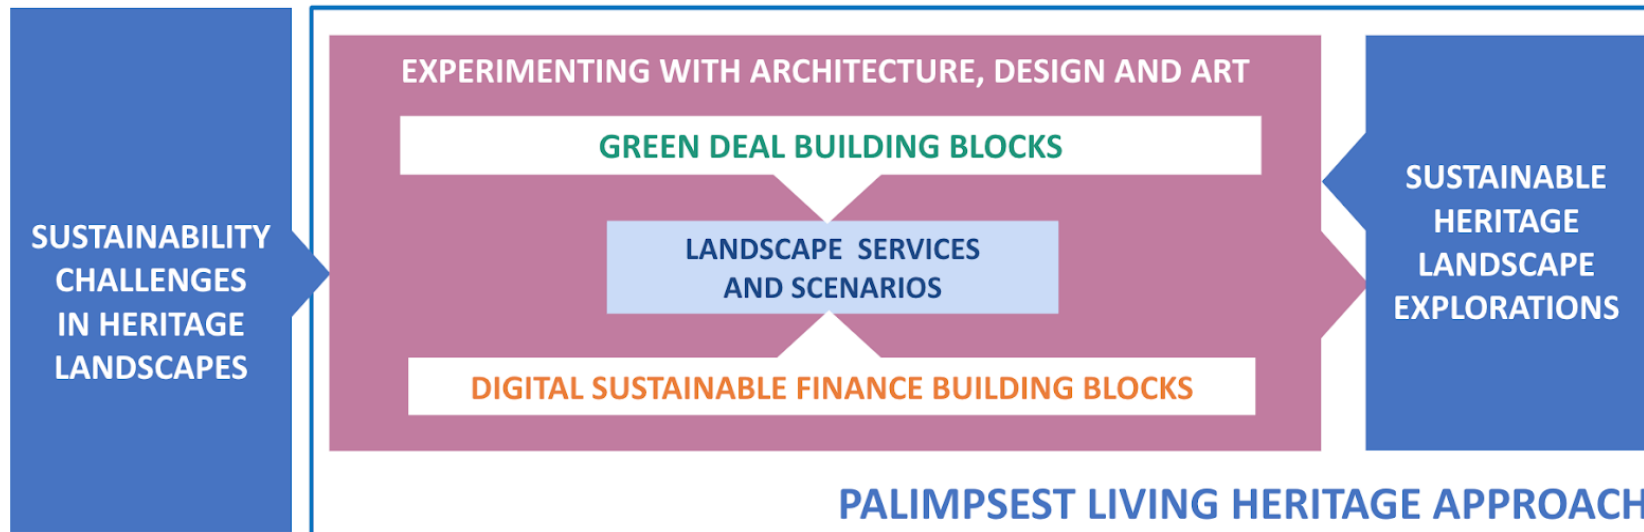 SUSTAINABILITY
CHALLENGES
IN HERITAGE
LANDSCAPES
EXPERIMENTING WITH ARCHITECTURE, DESIGN AND ART
GREEN DEAL BUILDING BLOCKS
LANDSCAPE SERVICES
AND SCENARIOS
DIGITAL SUSTAINABLE FINANCE BUILDING BLOCKS
SUSTAINABLE
HERITAGE
LANDSCAPE
EXPLORATIONS
PALIMPSEST LIVING HERITAGE APPROACH